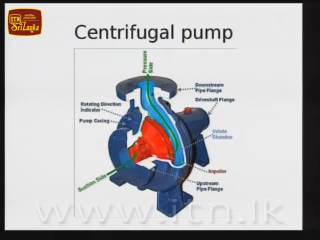 ITN
Sri Lanka
Centrifugal pump
Pressure
Side
Downstream
Pipe Flange
Driveshaft Flange
Rotating Direction
Indicator
Pump Casing
Volute
Chamber
Impeller
Suction Side
Upstream
Pipe Flange
www.itn.lk